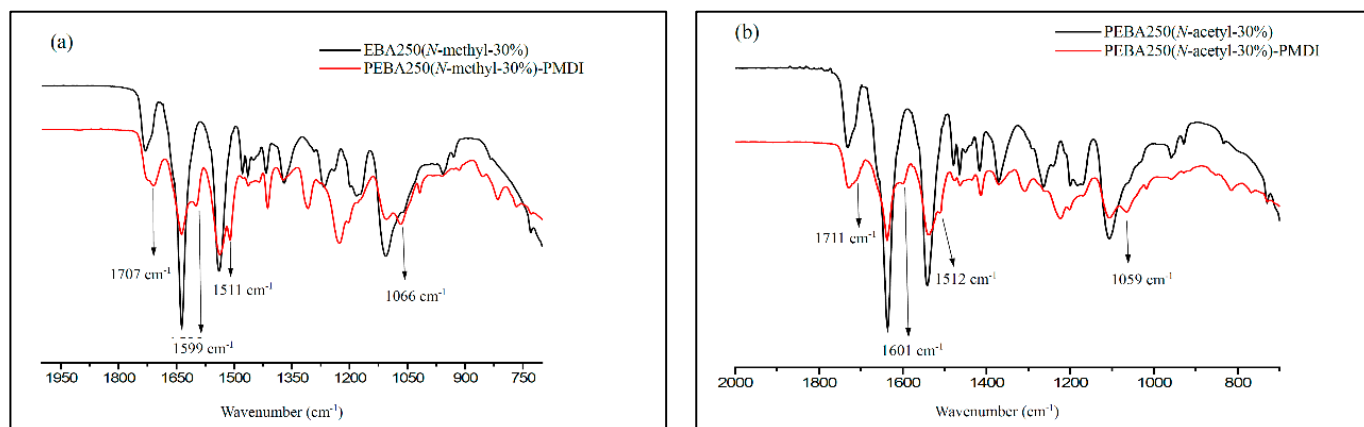 (a)
EBA250(N-methyl-30%)
PEBA250(N-methyl-30%)-PMDI
1707 cm-1
1599 cm-1
1511 cm-1
1066 cm-1
1950 1800 1650 1500 1350 1200 1050 900 750
Wavenumber (cm-1)
(b)
PEBA250(N-acetyl-30%)
PEBA250(N-acetyl-30%)-PMDI
1711 cm-1
1601 cm-1
1512 cm-1
1059 cm-1
2000 1800 1600 1400 1200 1000 800
Wavenumber (cm-1)